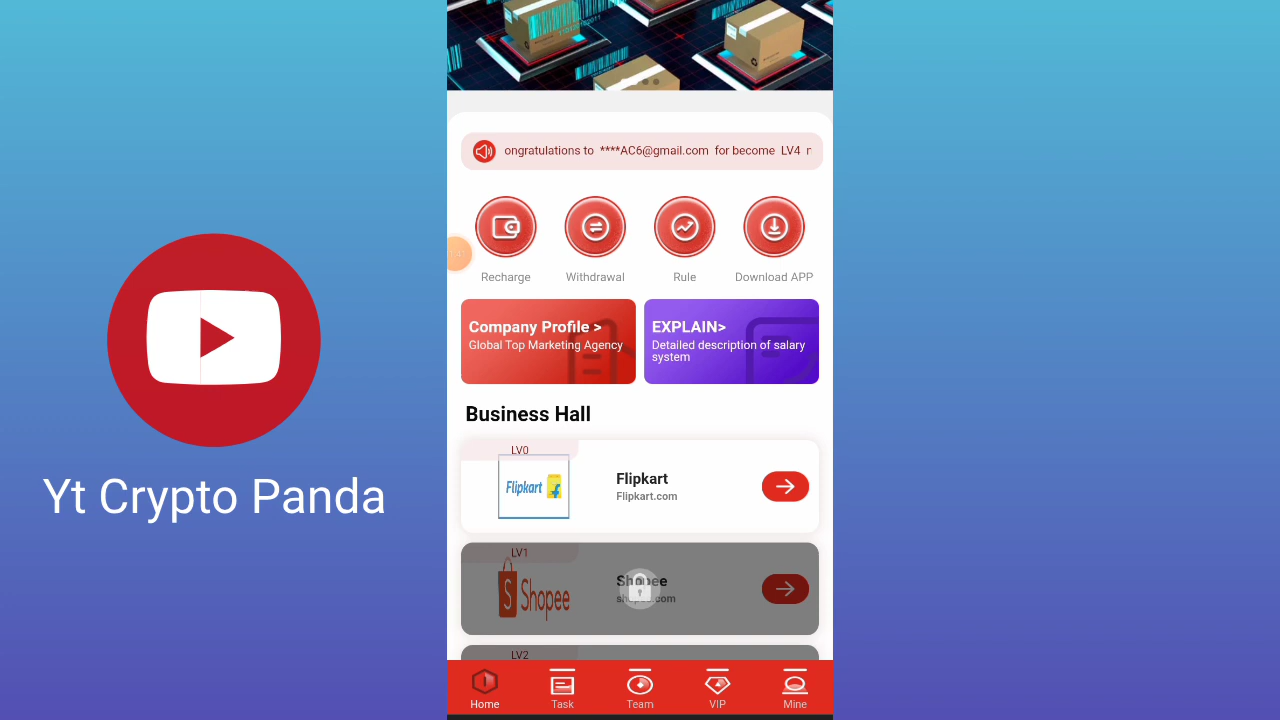 ongratulations to ****AC6@gmail.com for become LV4
Recharge
Withdrawal
Rule
Download APP
Company Profile >
Global Top Marketing Agency
EXPLAIN>
Detailed description of salary
system
Business Hall
LV0
Flipkart
Flipkart
Flipkart.com
LV1
Shopee
Shopee
shopee.com
LV2
Home
Task
Team
VIP
Mine
Yt Crypto Panda